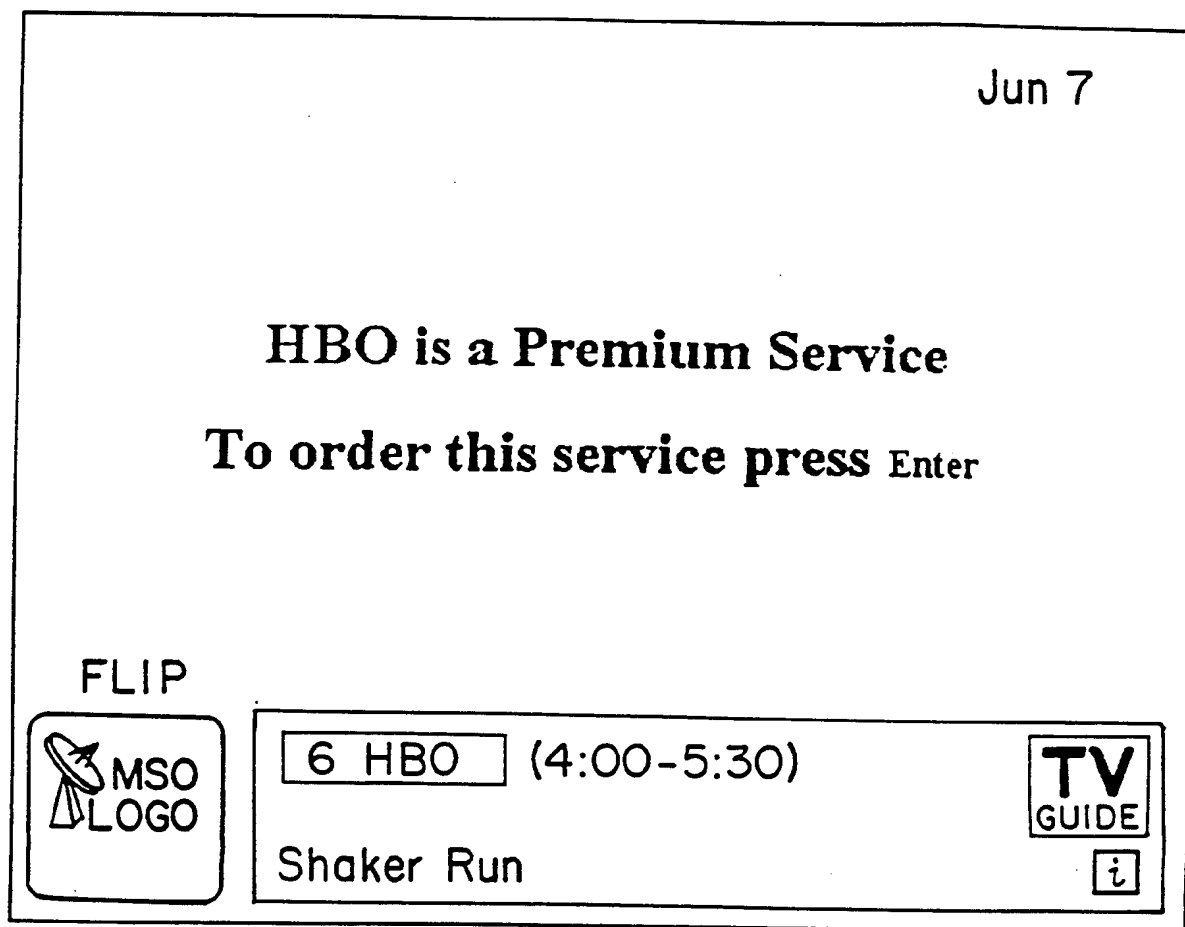 Jun 7
HBO is a Premium Service
To order this service press Enter
FLIP
MSO
LOGO
6 HBO (4:00-5:30)
TV
GUIDE
Shaker Run
i